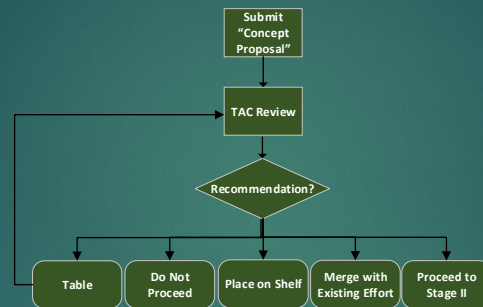 Submit
“Concept
Proposal”
TAC Review
Recommendation?
Table
Do Not
Proceed
Place on Shelf
Merge with
Existing Effort
Proceed to
Stage II